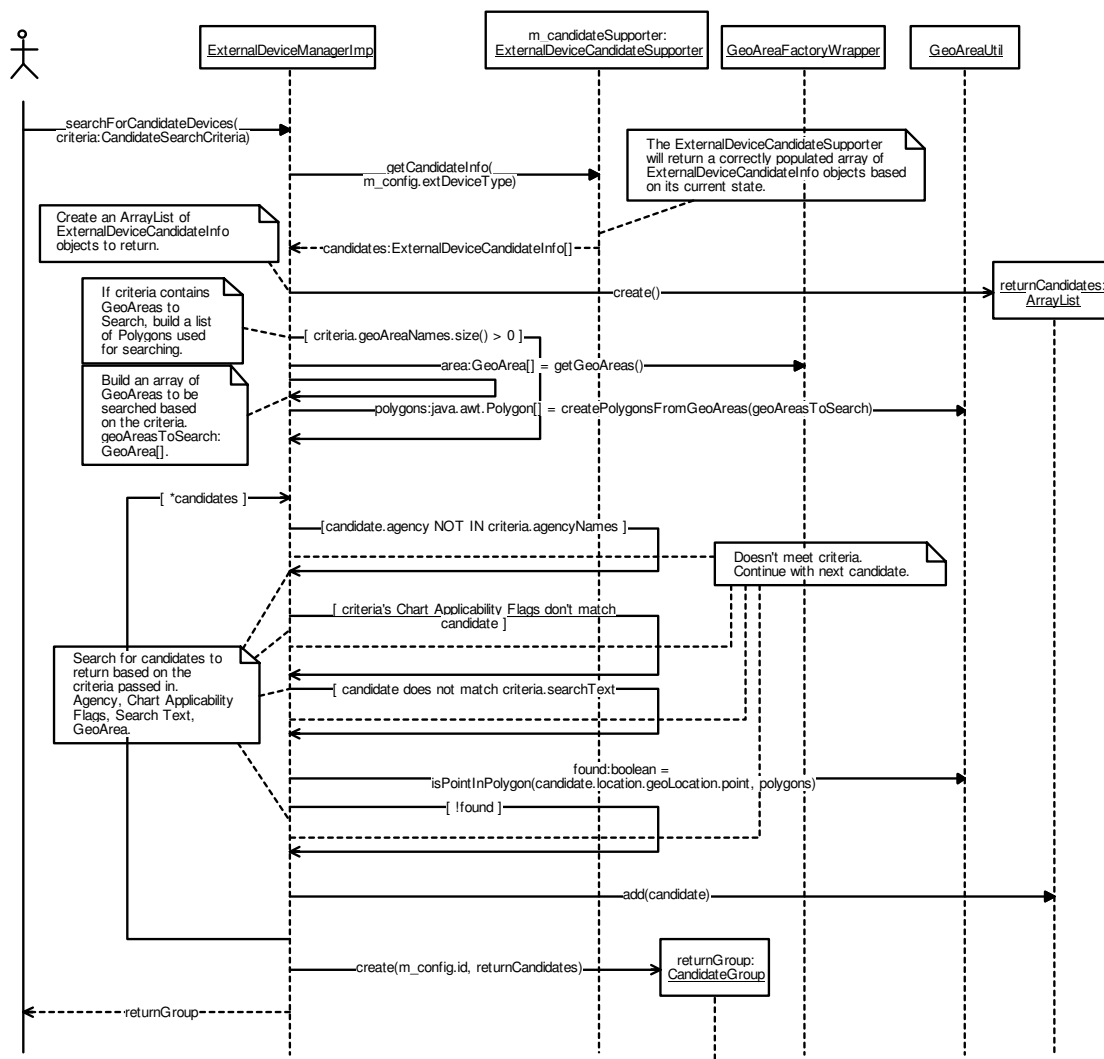 m_candidateSupporter:
ExternalDeviceManagerImp
ExternalDeviceCandidateSupporter
GeoAreaFactoryWrapper
GeoAreaUtil
searchForCandidateDevices(
criteria:CandidateSearchCriteria)
The ExternalDeviceCandidateSupporter
will return a correctly populated array of
ExternalDeviceCandidateInfo objects based
on its current state.
getCandidateInfo(
m_config.extDeviceType)
Create an ArrayList of
ExternalDeviceCandidateInfo
objects to return.
candidates:ExternalDeviceCandidateInfo[]
create()
returnCandidates:
ArrayList
If criteria contains
GeoAreas to
Search, build a list
of Polygons used
for searching.
[ criteria.geoAreaNames.size() > 0 ]
area:GeoArea[] = getGeoAreas()
Build an array of
GeoAreas to be
searched based
on the criteria.
geoAreasToSearch:
GeoArea[].
polygons:java.awt.Polygon[] = createPolygonsFromGeoAreas(geoAreasToSearch)
[ *candidates ]
[candidate.agency NOT IN criteria.agencyNames ]
Doesn't meet criteria.
Continue with next candidate.
[ criteria's Chart Applicability Flags don't match
candidate ]
Search for candidates to
return based on the
criteria passed in.
Agency, Chart Applicability
Flags, Search Text,
GeoArea.
[ candidate does not match criteria.searchText
found:boolean =
isPointInPolygon(candidate.location.geoLocation.point, polygons)
[ !found ]
add(candidate)
create(m_config.id, returnCandidates)
returnGroup:
CandidateGroup
returnGroup